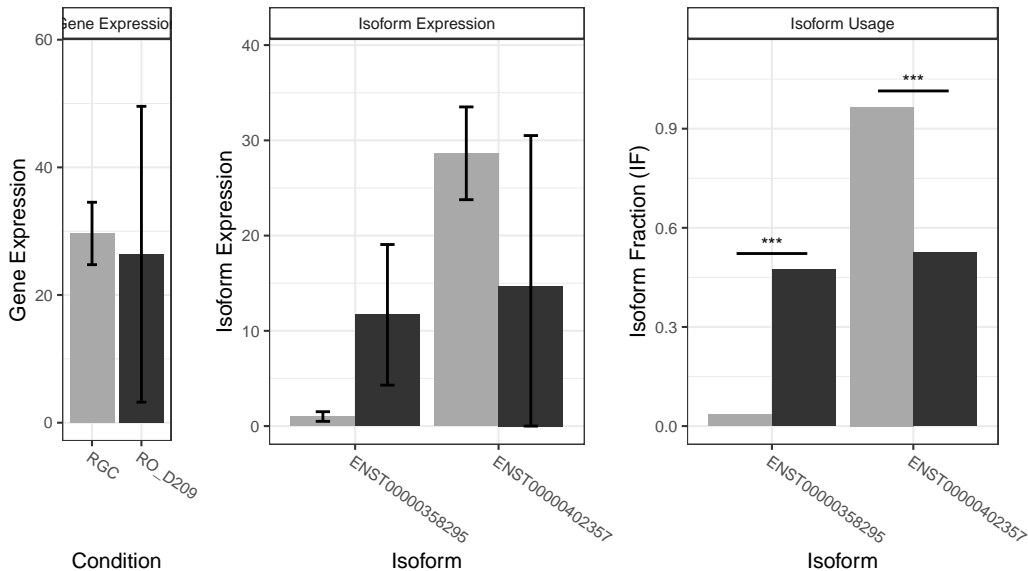 Gene Expression
Gene Expression
60
40
20
0
RGC
RO_D209
Condition
Isoform Expression
Isoform Expression
40
30
20
10
0
ENST00000358295
ENST00000402357
Isoform
Isoform Usage
Isoform Fraction (IF)
0.9
0.6
0.3
0.0
***
***
ENST00000358295
ENST00000402357
Isoform